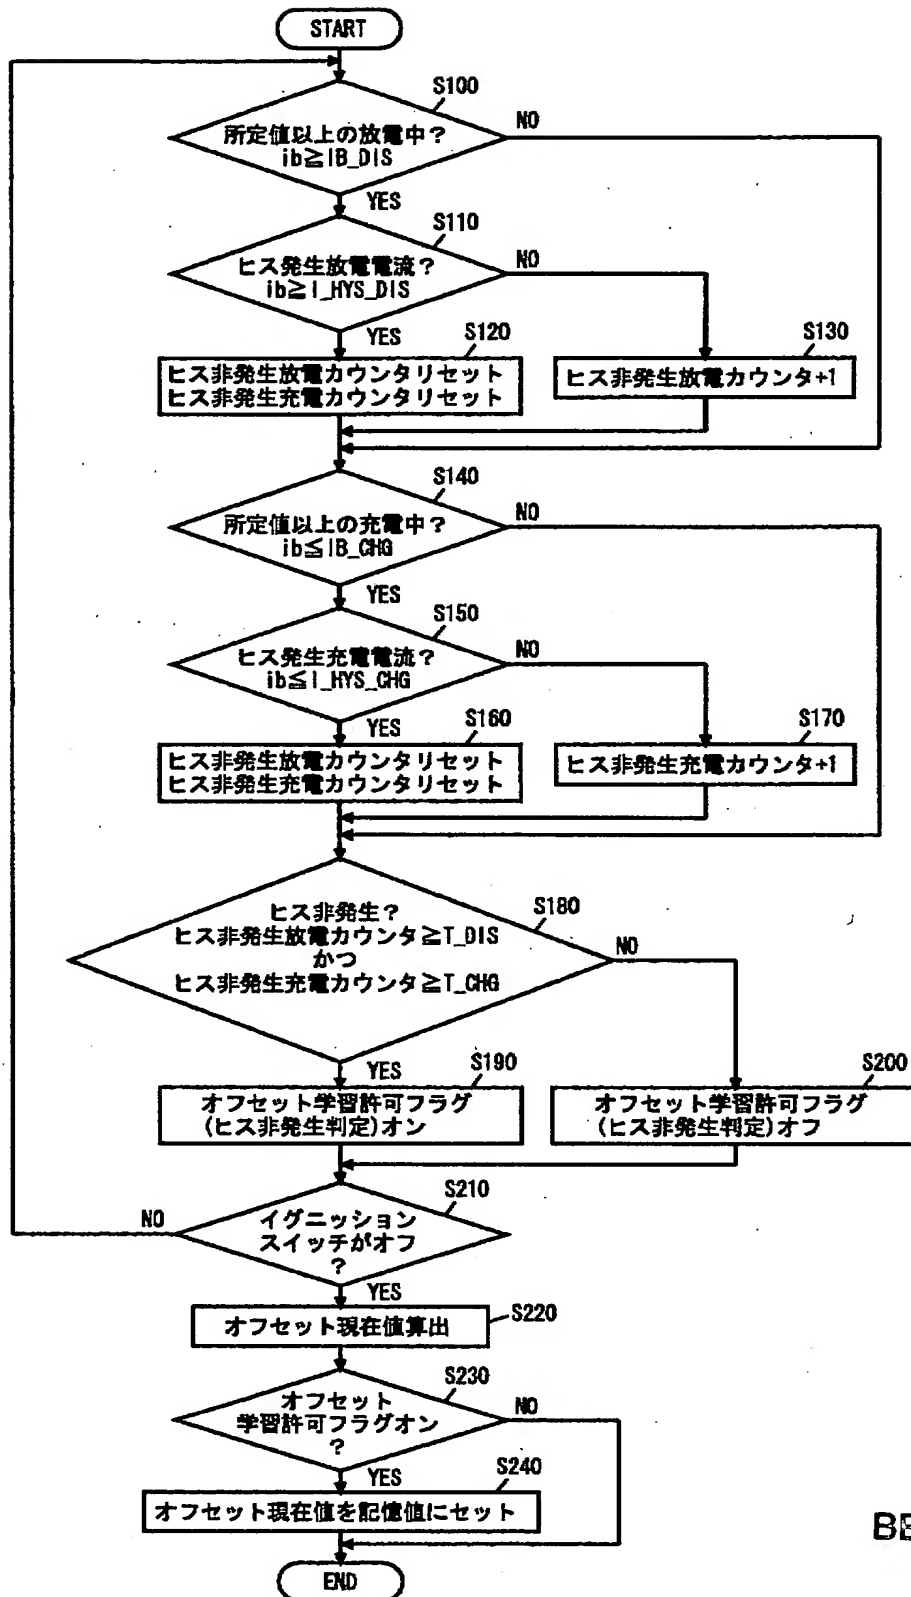 START
S100
所定値以上の放電中?
ib≧IB_DIS
NO
YES
S110
ヒス発生放電電流?
ib≧I_HYS_DIS
NO
YES
S120
ヒス非発生放電カウンタリセット
ヒス非発生充電カウンタリセット
S130
ヒス非発生放電カウンタ+1
S140
所定値以上の充電中?
ib≦IB_CHG
NO
YES
S150
ヒス発生充電電流?
ib≦I_HYS_CHG
NO
YES
S160
ヒス非発生放電カウンタリセット
ヒス非発生充電カウンタリセット
S170
ヒス非発生充電カウンタ+1
S180
ヒス非発生?
ヒス非発生放電カウンタ≧T_DIS
かつ
ヒス非発生充電カウンタ≧T_CHG
NO
YES
S190
オフセット学習許可フラグ
(ヒス非発生判定)オン
S200
オフセット学習許可フラグ
(ヒス非発生判定)オフ
S210
イグニッション
スイッチがオフ
?
NO
YES
S220
オフセット現在値算出
S230
オフセット
学習許可フラグオン
?
NO
YES
S240
オフセット現在値を記憶値にセット
END